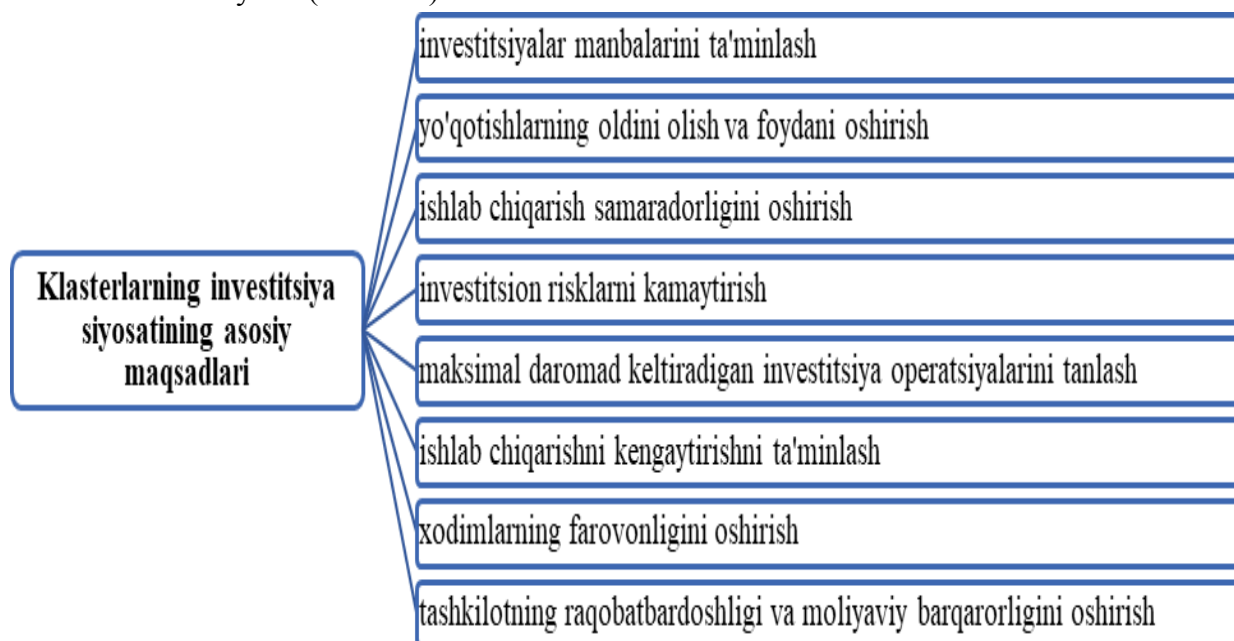 investitsiyalar manbalarini ta'minlash
yo'qotishlarning oldini olish va foydani oshirish
ishlab chiqarish samaradorligini oshirish
Klasterlarning investitsiya
siyosatining asosiy
maqsadlari
investitsion risklarni kamaytirish
maksimal daromad keltiradigan investitsiya operatsiyalarini tanlash
ishlab chiqarishni kengaytirishni ta'minlash
xodimlarning farovonligini oshirish
tashkilotning raqobatbardoshligi va moliyaviy barqarorligini oshirish